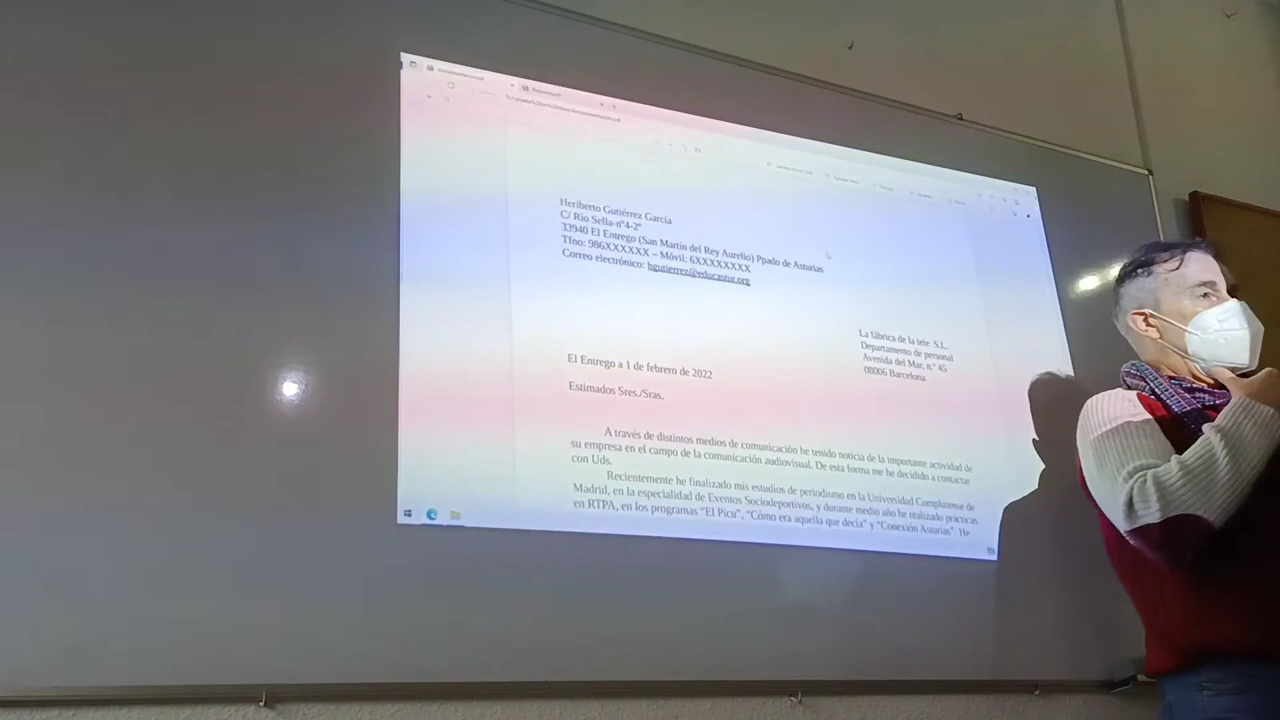 Heriberto Gutiérrez García
C/ Río Sella-nº4-2º
33940 El Entrego (San Martín del Rey Aurelio) Ppado de Asturias
Tfno: 986XXXXXX – Móvil: 6XXXXXXXX
Correo electrónico: hgutierrez@educastur.org
La fábrica de la tele S.L.
Departamento de personal
Avenida del Mar, n.º 45
08006 Barcelona
El Entrego a 1 de febrero de 2022
Estimados Sres./Sras.
A través de distintos medios de comunicación he tenido noticia de la importante actividad de
su empresa en el campo de la comunicación audiovisual. De esta forma me he decidido a contactar
con Uds.
Recientemente he finalizado mis estudios de periodismo en la Universidad Complutense de
Madrid, en la especialidad de Eventos Sociodeportivos, y durante medio año he realizado prácticas
en RTPA, en los programas “El Picu”, “Cómo era aquella que decía” y “Conexión Asturias”. He